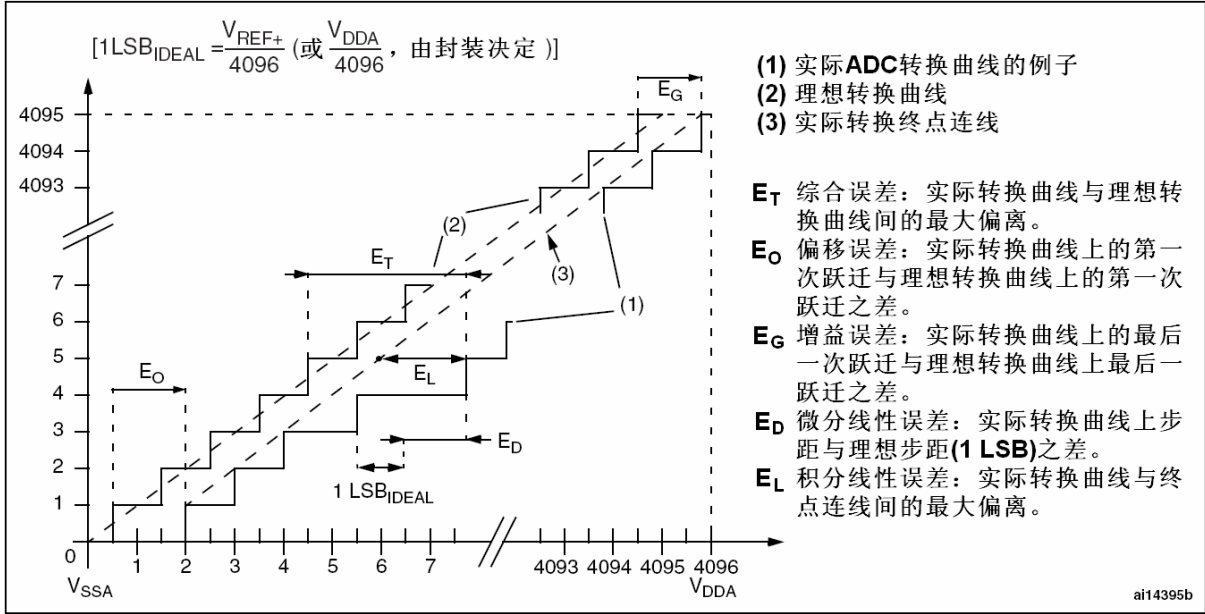 [1LSB_IDEAL = V_REF+/4096 (或 V_DDA/4096 ，由封装决定 )]
E_G
4095
4094
4093
(2)
E_T
(3)
(1)
7
6
5
4
3
2
1
0
E_O
E_L
E_D
1 LSB_IDEAL
1 2 3 4 5 6 7 4093 4094 4095 4096
V_SSA
V_DDA
(1) 实际ADC转换曲线的例子
(2) 理想转换曲线
(3) 实际转换终点连线
E_T 综合误差：实际转换曲线与理想转
换曲线间的最大偏离。
E_O 偏移误差：实际转换曲线上的第一
次跃迁与理想转换曲线上的第一次
跃迁之差。
E_G 增益误差：实际转换曲线上的最后
一次跃迁与理想转换曲线上最后一
跃迁之差。
E_D 微分线性误差：实际转换曲线上步
距与理想步距(1 LSB)之差。
E_L 积分线性误差：实际转换曲线与终
点连线间的最大偏离。
ai14395b